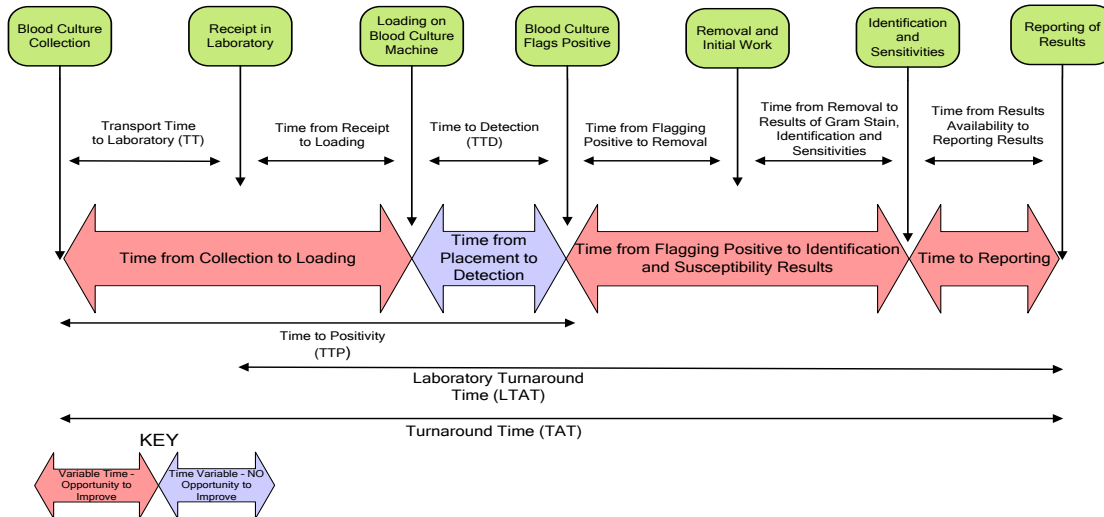 Blood Culture
Collection
Receipt in
Laboratory
Loading on
Blood Culture
Machine
Blood Culture
Flags Positive
Removal and
Initial Work
Identification
and
Sensitivities
Reporting of
Results
Transport Time
to Laboratory (TT)
Time from Receipt
to Loading
Time to Detection
(TTD)
Time from Flagging
Positive to Removal
Time from Removal to
Results of Gram Stain,
Identification and
Sensitivities
Time from Results
Availability to
Reporting Results
Time from Collection to Loading
Time from
Placement to
Detection
Time from Flagging Positive to Identification
and Susceptibility Results
Time to Reporting
Time to Positivity
(TTP)
Laboratory Turnaround
Time (LTAT)
Turnaround Time (TAT)
KEY
Variable Time -
Opportunity to
Improve
Time Variable - NO
Opportunity to
Improve